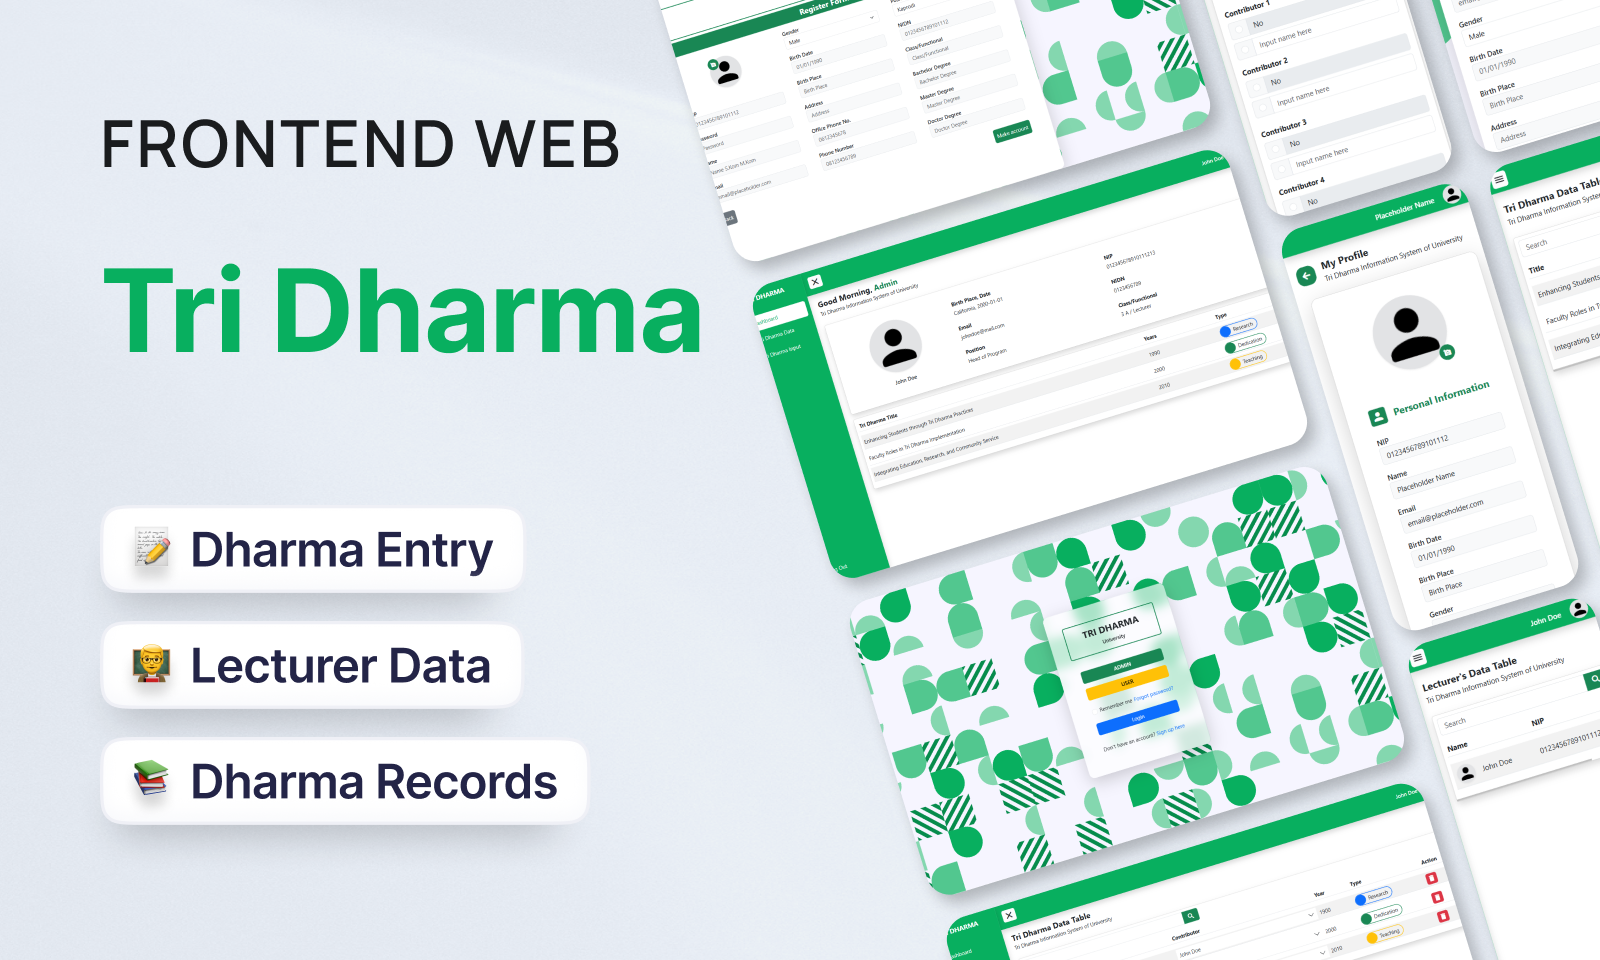 FRONTEND WEB
Tri Dharma
Dharma Entry
Lecturer Data
Dharma Records
Gender
Male
Birth Date
01/01/1990
Birth Place
Birth Place
Address
Address
Office Phone No.
0812345678
Phone Number
08123456789
Kaprodi
NIDN
0123456789101112
Class/Functional
Class/Functional
Bachelor Degree
Bachelor Degree
Master Degree
Master Degree
Doctor Degree
Doctor Degree
Make account
email@placeholder.com
DHARMA
John Doe
Good Morning, Admin
Tri Dharma Information System of University
Dharma Data
Dharma Input
John Doe
Birth Place, Date
California, 2000-01-01
Email
johndoe@mail.com
Position
Head of Program
NIP
NIDN
0123456789
Class/Functional
3 A / Lecturer
Tri Dharma Title
Years
Type
Enhancing Students through Tri Dharma Practices
1990
Research
Faculty Roles in Tri Dharma Implementation
2000
Dedication
Integrating Education, Research, and Community Service
2010
Teaching
TRI DHARMA
University
ADMIN
USER
Remember me Forgot password?
Login
Don't have an account? Sign up here
DHARMA
John Doe
Tri Dharma Data Table
Tri Dharma Information System of University
Contributor
Year
Type
Action
John Doe
1900
Research
2000
Dedication
2010
Teaching
Contributor 1
No
Input name here
Contributor 2
No
Input name here
Contributor 3
No
Input name here
Contributor 4
No
Placeholder Name
My Profile
Tri Dharma Information System of University
Personal Information
NIP
0123456789101112
Name
Placeholder Name
Email
email@placeholder.com
Birth Date
01/01/1990
Birth Place
Birth Place
Gender
Gender
Male
Birth Date
01/01/1990
Birth Place
Birth Place
Address
Address
Tri Dharma Data
Tri Dharma Information System of
Search
Title
Enhancing Students
Faculty Roles in Tri
Integrating
John Doe
Lecturer's Data Table
Tri Dharma Information System of University
Search
Name
NIP
John Doe